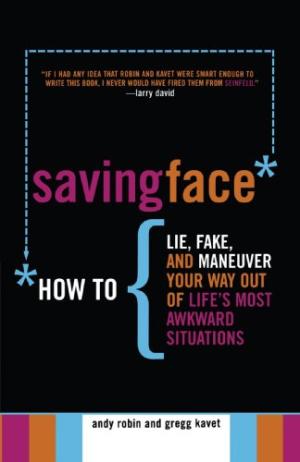 "IF I HAD ANY IDEA THAT ROBIN AND KAVET WERE SMART ENOUGH TO
WRITE THIS BOOK, I NEVER WOULD HAVE FIRED THEM FROM SEINFELD."
—larry david
savingface*
*HOW TO {
LIE, FAKE,
AND MANEUVER
YOUR WAY OUT
OF LIFE'S MOST
AWKWARD
SITUATIONS
andy robin and gregg kavet